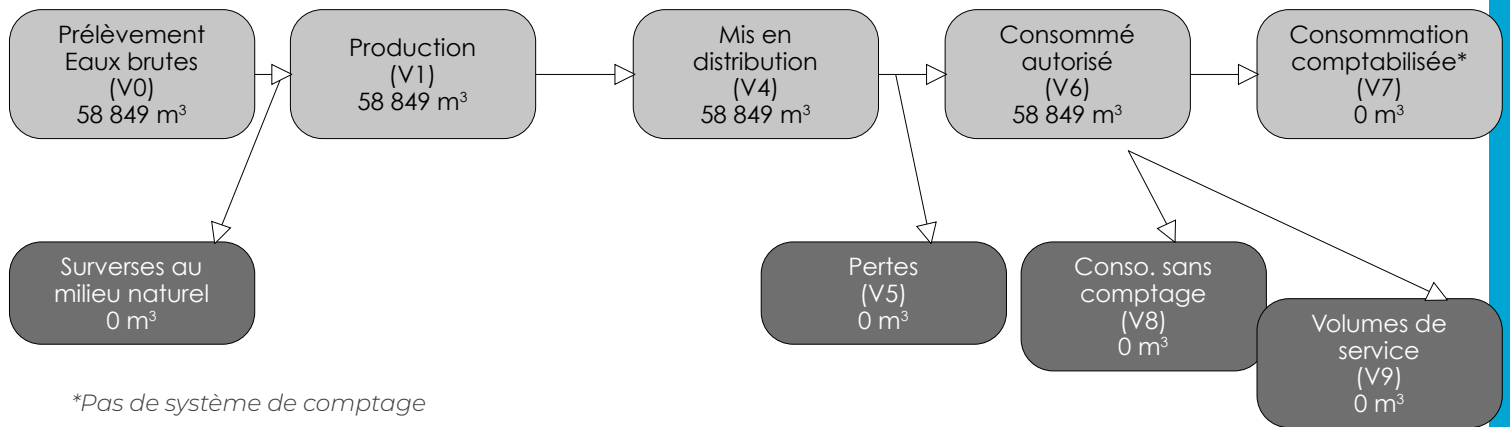 Prélèvement
Eaux brutes
(V0)
58 849 m³
Production
(V1)
58 849 m³
Mis en
distribution
(V4)
58 849 m³
Consommé
autorisé
(V6)
58 849 m³
Consommation
comptabilisée*
(V7)
0 m³
Surverses au
milieu naturel
0 m³
Pertes
(V5)
0 m³
Conso. sans
comptage
(V8)
0 m³
Volumes de
service
(V9)
0 m³
*Pas de système de comptage